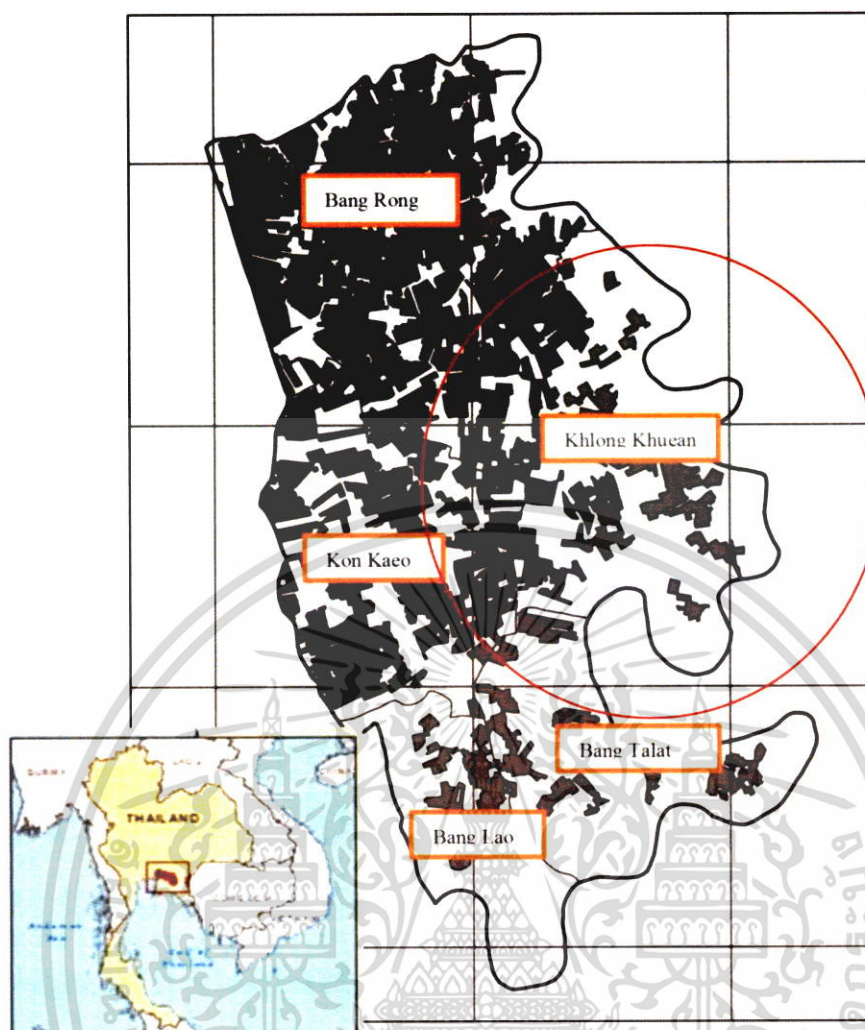 Bang Rong
Khlong Khuean
Kon Kaeo
Bang Talat
Bang Lao
THAILAND